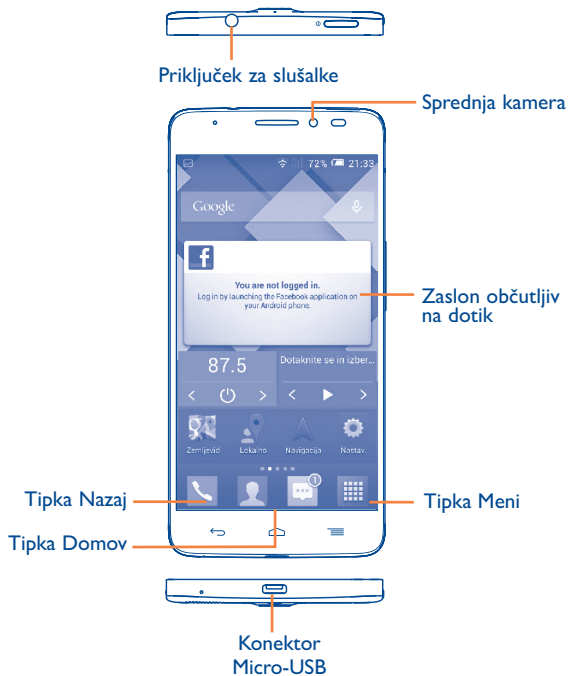 Priključek za slušalke
Sprednja kamera
72% 21:33
Google
f
You are not logged in.
Log in by launching the Facebook application on
your Android phone.
Zaslon občutljiv
na dotik
87.5
Dotaknite se in izber...
Zemljevid Lokalno Navigacija Nastav.
1
Tipka Nazaj
Tipka Meni
Tipka Domov
Konektor
Micro-USB